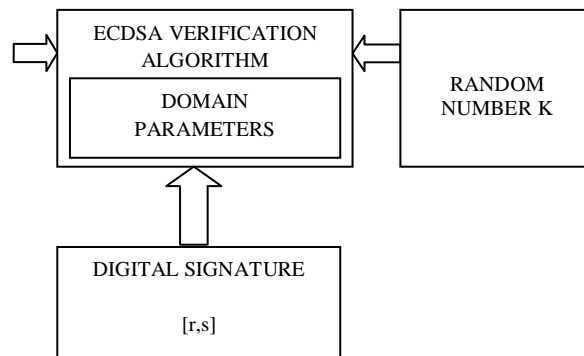 ECDSA VERIFICATION
ALGORITHM
DOMAIN
PARAMETERS
RANDOM
NUMBER K
DIGITAL SIGNATURE
[r,s]